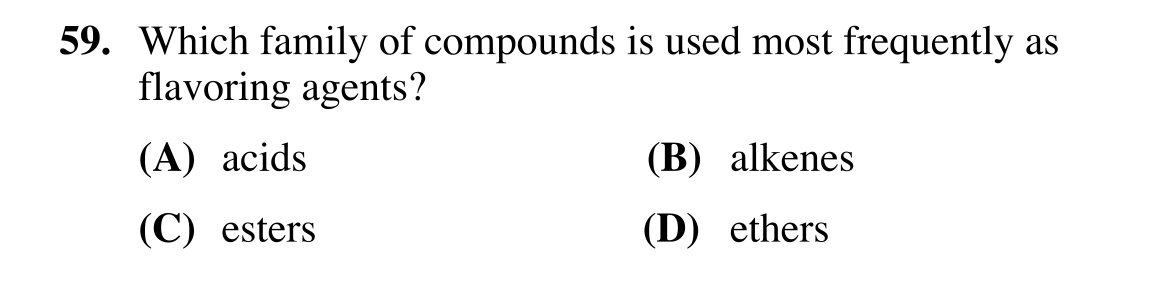 59. Which family of compounds is used most frequently as
flavoring agents?
(A) acids (B) alkenes
(C) esters (D) ethers